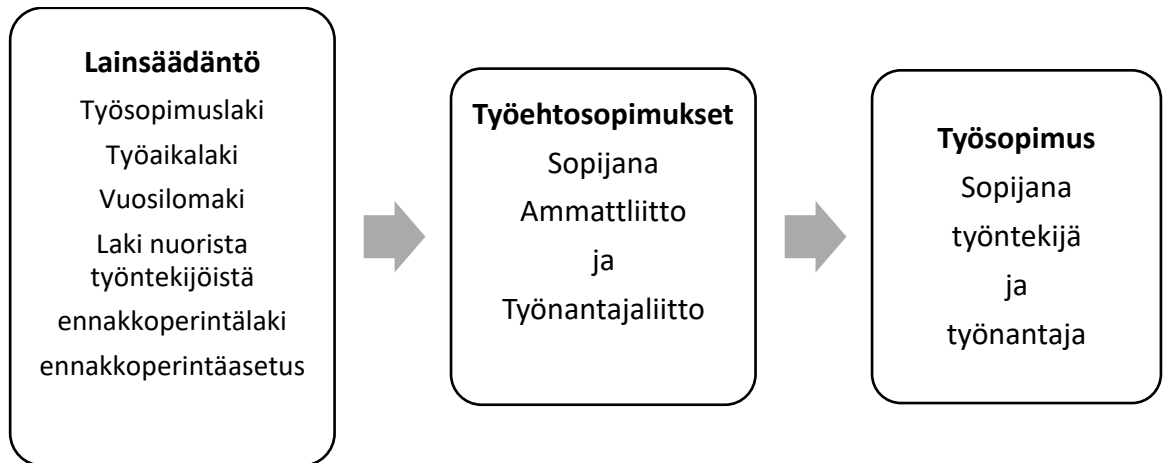 Lainsäädäntö
Työsopimuslaki
Työaikalaki
Vuosilomaki
Laki nuorista
työntekijöistä
ennakkoperintälaki
ennakkoperintäasetus
Työehtosopimukset
Sopijana
Ammattliitto
ja
Työnantajaliitto
Työsopimus
Sopijana
työntekijä
ja
työnantaja